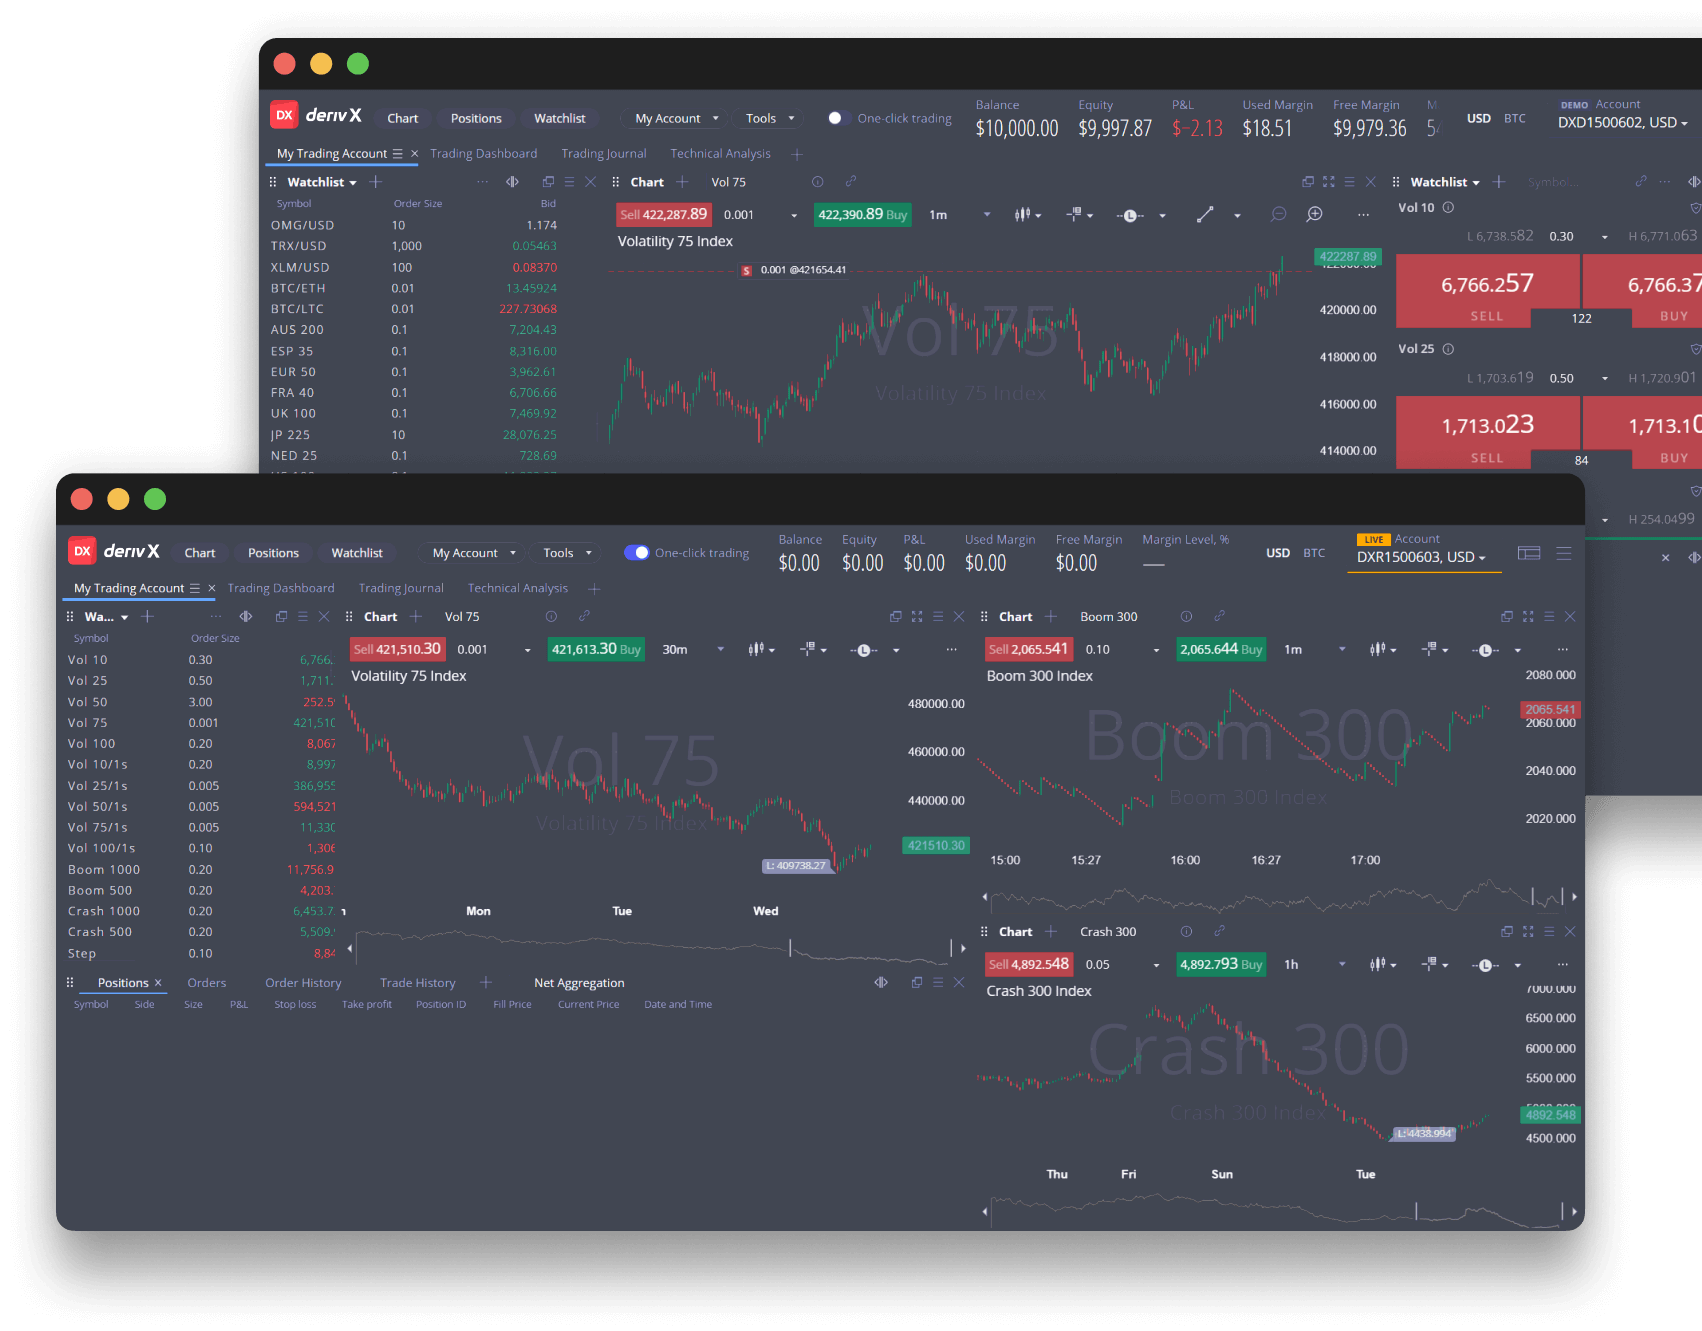 DX deriv X Chart Positions Watchlist My Account Tools One-click trading
Balance Equity P&L Used Margin Free Margin M DEMO Account
$10,000.00 $9,997.87 $-2.13 $18.51 $9,979.36 USD BTC DXD1500602, USD
My Trading Account Trading Dashboard Trading Journal Technical Analysis
Watchlist
Symbol Order Size Bid
OMG/USD 10 1.174
TRX/USD 1,000 0.05463
XLM/USD 100 0.08370
BTC/ETH 0.01 13.45924
BTC/LTC 0.01 227.73068
AUS 200 0.1 7,204.43
ESP 35 0.1 8,316.00
EUR 50 0.1 3,962.61
FRA 40 0.1 6,706.66
UK 100 0.1 7,469.92
JP 225 10 28,076.25
NED 25 0.1 728.69
Chart Vol 75
Sell 422,287.89 0.001 422,390.89 Buy 1m L
Volatility 75 Index
S 0.001 @421654.41
Vol 75
Volatility 75 Index
422287.89
420000.00
418000.00
416000.00
414000.00
Watchlist Symbol...
Vol 10
L 6,738.582 0.30 H 6,771.063
6,766.257 6,766.37
SELL 122 BUY
Vol 25
L 1,703.619 0.50 H 1,720.901
1,713.023 1,713.10
SELL 84 BUY
H 254.0499
DX deriv X Chart Positions Watchlist My Account Tools One-click trading
Balance Equity P&L Used Margin Free Margin Margin Level, % LIVE Account
$0.00 $0.00 $0.00 $0.00 $0.00 — USD BTC DXR1500603, USD
My Trading Account Trading Dashboard Trading Journal Technical Analysis
Wa...
Symbol Order Size
Vol 10 0.30 6,766.
Vol 25 0.50 1,711.
Vol 50 3.00 252.5
Vol 75 0.001 421,510
Vol 100 0.20 8,067
Vol 10/1s 0.20 8,997
Vol 25/1s 0.005 386,955
Vol 50/1s 0.005 594,521
Vol 75/1s 0.005 11,330
Vol 100/1s 0.10 1,306
Boom 1000 0.20 11,756.9
Boom 500 0.20 4,203.
Crash 1000 0.20 6,453.7
Crash 500 0.20 5,509.
Step 0.10 8,84
Chart Vol 75
Sell 421,510.30 0.001 421,613.30 Buy 30m L
Volatility 75 Index
Vol 75
Volatility 75 Index
480000.00
460000.00
440000.00
421510.30
L: 409738.27
Mon Tue Wed
Chart Boom 300
Sell 2,065.541 0.10 2,065.644 Buy 1m L
Boom 300 Index
Boom 300
Boom 300 Index
2080.000
2065.541
2060.000
2040.000
2020.000
15:00 15:27 16:00 16:27 17:00
Chart Crash 300
Sell 4,892.548 0.05 4,892.793 Buy 1h L
Crash 300 Index
Crash 300
Crash 300 Index
7000.000
6500.000
6000.000
5500.000
4892.548
4500.000
L: 4438.994
Thu Fri Sun Tue
Positions Orders Order History Trade History Net Aggregation
Symbol Side Size P&L Stop loss Take profit Position ID Fill Price Current Price Date and Time